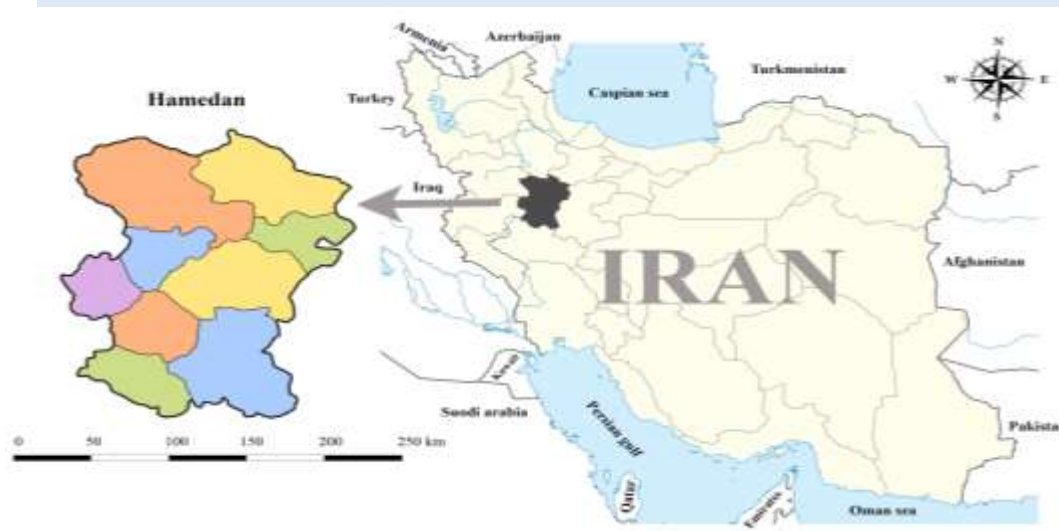 Armenia
Azerbaijan
N
Turkmenistan
W
E
Hamedan
Turkey
Caspian sea
S
Iraq
IRAN
Afghanistan
Kuwait
Suodi arabia
Persian gulf
Pakista
0 50 100 150 200 250 km
Qatar
Emirates
Oman sea